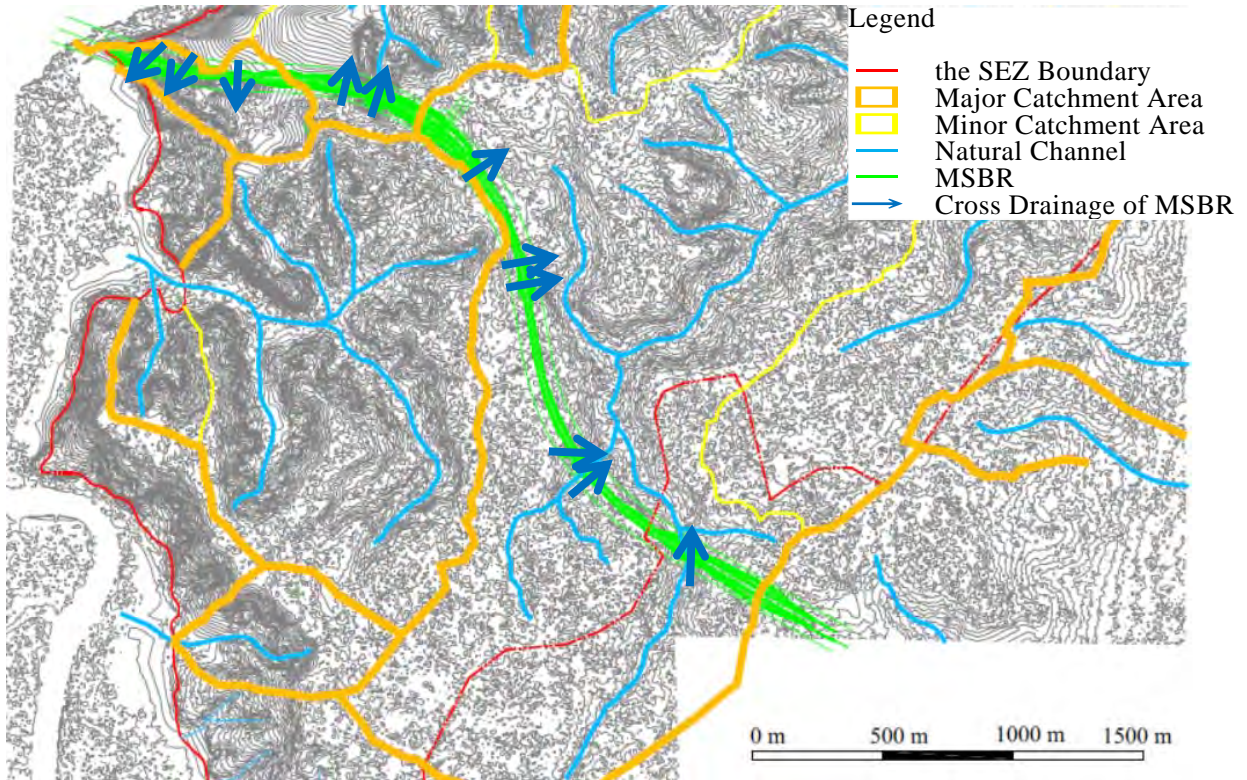 Legend
the SEZ Boundary
Major Catchment Area
Minor Catchment Area
Natural Channel
MSBR
Cross Drainage of MSBR
0 m 500 m 1000 m 1500 m